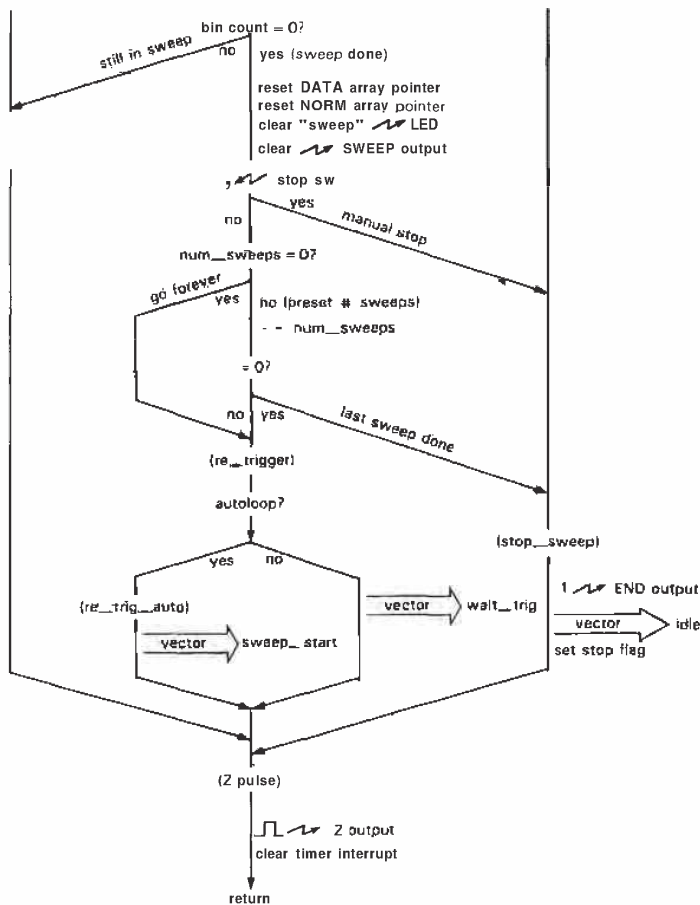 bin count = 0?
still in sweep
no
yes (sweep done)
reset DATA array pointer
reset NORM array pointer
clear "sweep" LED
clear SWEEP output
, stop sw
yes
no
manual stop
num_sweeps = 0?
go forever
yes
no (preset # sweeps)
- - num_sweeps
= 0?
no
yes
last sweep done
(re_trigger)
autoloop?
(stop_sweep)
yes
no
1 END output
(re_trig_auto)
vector
wait_trig
vector
idle
vector
sweep_start
set stop flag
(Z pulse)
Z output
clear timer interrupt
return